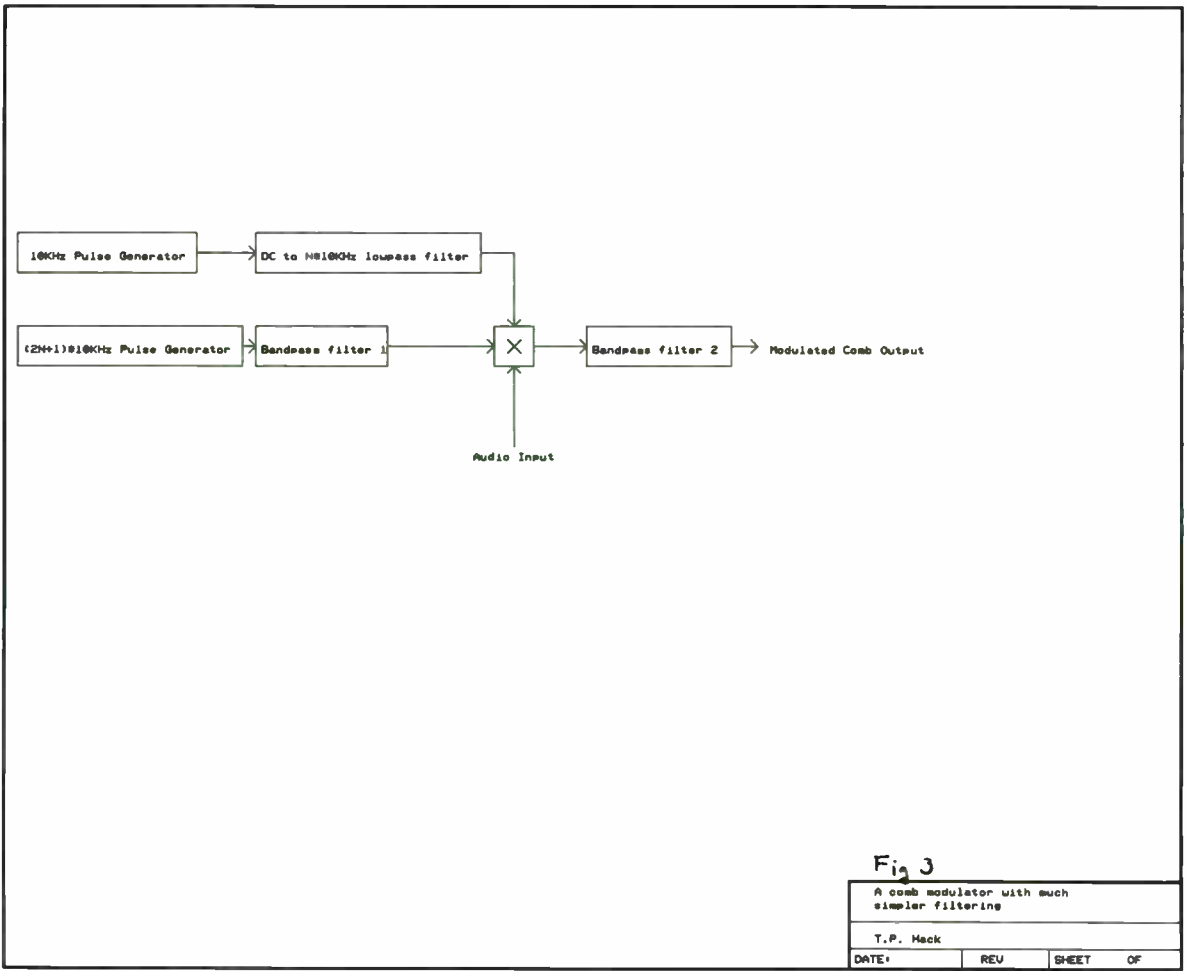 10KHz Pulse Generator
DC to N*10KHz lowpass filter
(2N+1)*10KHz Pulse Generator
Bandpass filter 1
X
Bandpass filter 2
Modulated Comb Output
Audio Input
Fig 3
A comb modulator with much
simpler filtering
T.P. Hack
DATE: REV SHEET OF